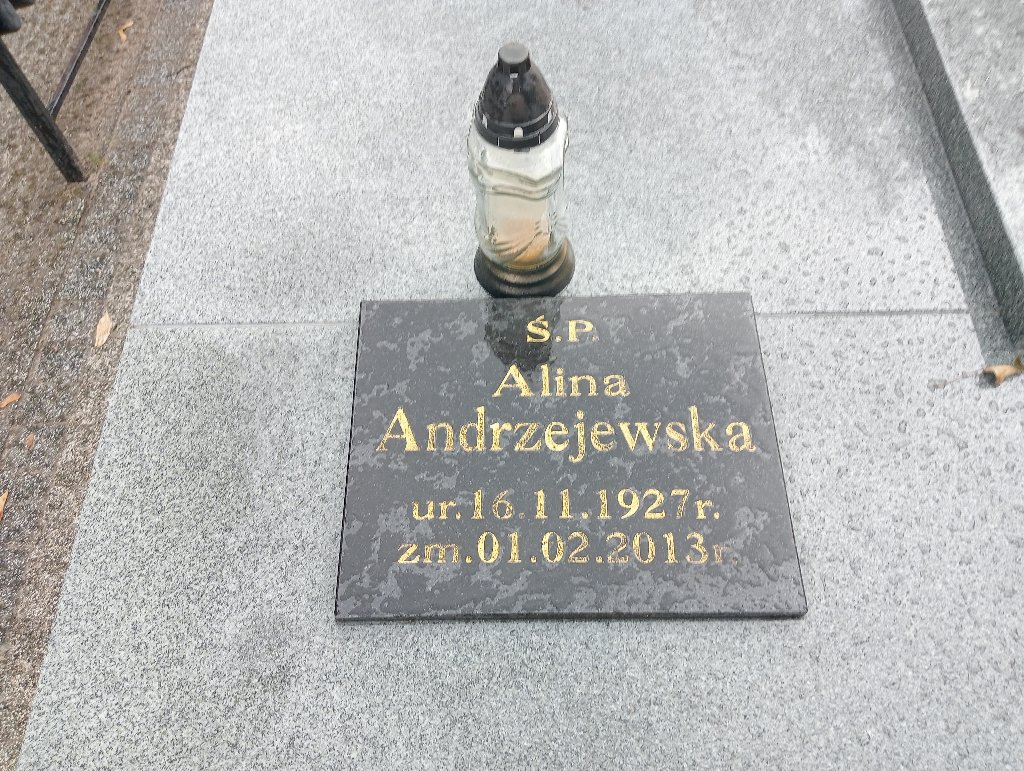 Ś.P.
Alina
Andrzejewska
ur.16.11.1927r.
zm.01.02.2013r.